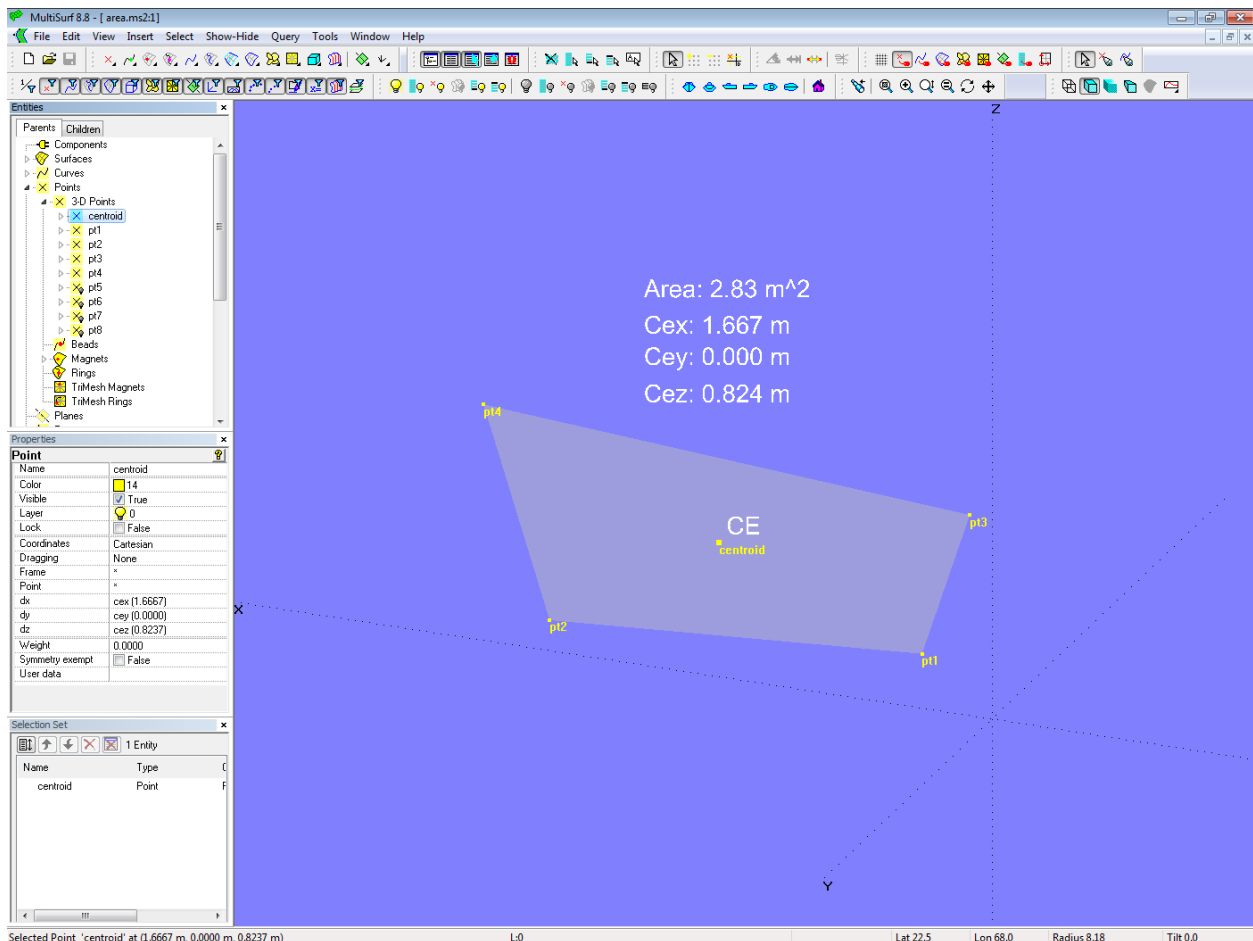 MultiSurf 8.8 - [ area.ms2:1]
File Edit View Insert Select Show-Hide Query Tools Window Help
Entities
Parents Children
Components
Surfaces
Curves
Points
3-D Points
centroid
pt1
pt2
pt3
pt4
pt5
pt6
pt7
pt8
Beads
Magnets
Rings
TriMesh Magnets
TriMesh Rings
Planes
Properties
Point
Name centroid
Color 14
Visible True
Layer 0
Lock False
Coordinates Cartesian
Dragging None
Frame *
Point *
dx cex (1.6667)
dy cey (0.0000)
dz cez (0.8237)
Weight 0.0000
Symmetry exempt False
User data
Selection Set
1 Entity
Name Type
centroid Point
Z
Area: 2.83 m^2
Cex: 1.667 m
Cey: 0.000 m
Cez: 0.824 m
pt4
pt3
CE
centroid
X
pt2
pt1
Y
Selected Point 'centroid' at (1.6667 m, 0.0000 m, 0.8237 m) L:0 Lat 22.5 Lon 68.0 Radius 8.18 Tilt 0.0